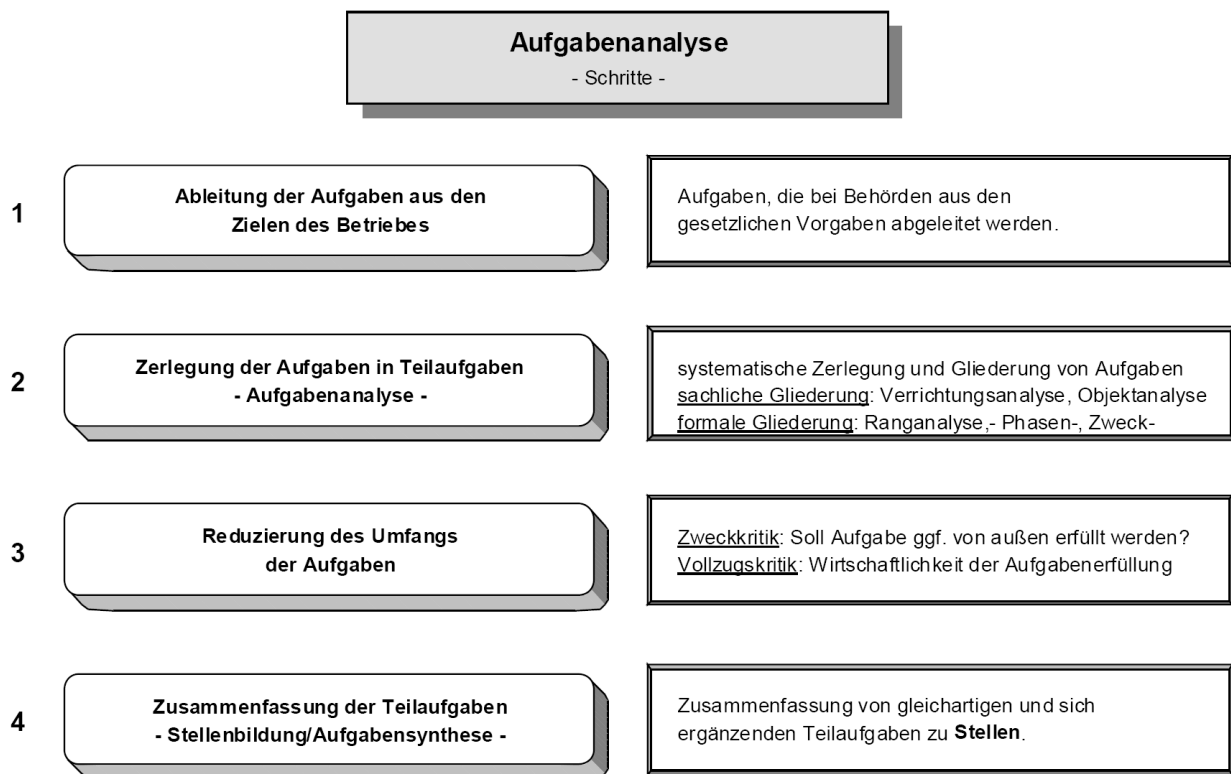 Aufgabenanalyse
- Schritte -
1
Ableitung der Aufgaben aus den
Zielen des Betriebes
Aufgaben, die bei Behörden aus den
gesetzlichen Vorgaben abgeleitet werden.
2
Zerlegung der Aufgaben in Teilaufgaben
- Aufgabenanalyse -
systematische Zerlegung und Gliederung von Aufgaben
sachliche Gliederung: Verrichtungsanalyse, Objektanalyse
formale Gliederung: Ranganalyse,- Phasen-, Zweck-
3
Reduzierung des Umfangs
der Aufgaben
Zweckkritik: Soll Aufgabe ggf. von außen erfüllt werden?
Vollzugskritik: Wirtschaftlichkeit der Aufgabenerfüllung
4
Zusammenfassung der Teilaufgaben
- Stellenbildung/Aufgabensynthese -
Zusammenfassung von gleichartigen und sich
ergänzenden Teilaufgaben zu Stellen.